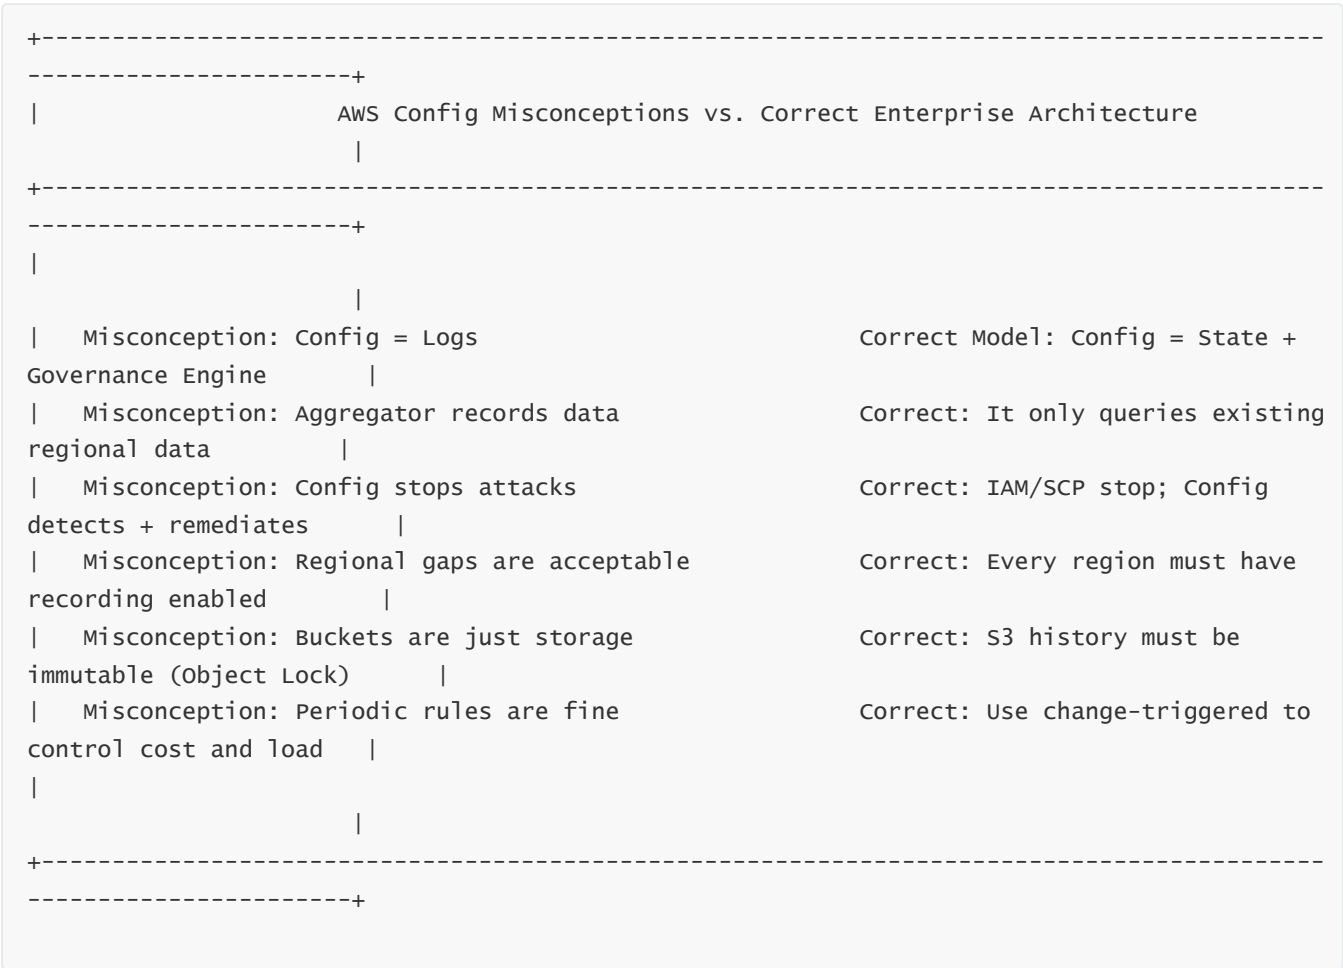 +-------------------------------------------------------------------------------------------
-----------------------+
|                     AWS Config Misconceptions vs. Correct Enterprise Architecture
                       |
+-------------------------------------------------------------------------------------------
-----------------------+
|
                       |
|   Misconception: Config = Logs                           Correct Model: Config = State +
Governance Engine       |
|   Misconception: Aggregator records data                 Correct: It only queries existing
regional data         |
|   Misconception: Config stops attacks                    Correct: IAM/SCP stop; Config
detects + remediates      |
|   Misconception: Regional gaps are acceptable            Correct: Every region must have
recording enabled        |
|   Misconception: Buckets are just storage                Correct: S3 history must be
immutable (Object Lock)      |
|   Misconception: Periodic rules are fine                 Correct: Use change-triggered to
control cost and load   |
|
                       |
+-------------------------------------------------------------------------------------------
-----------------------+